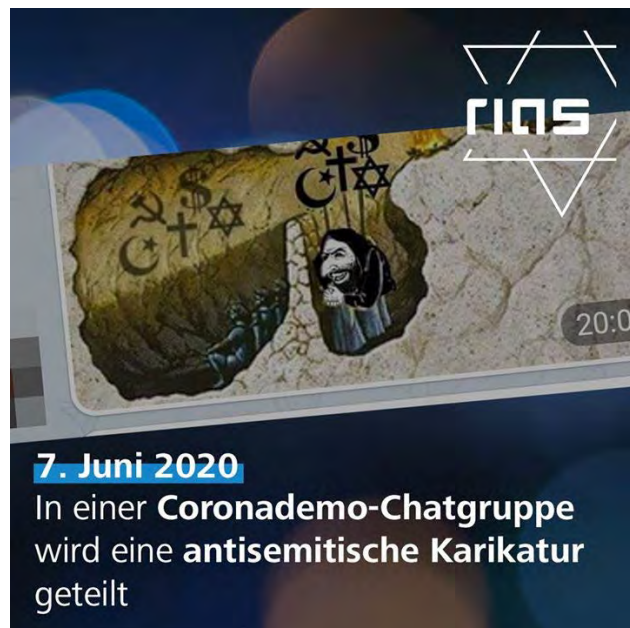 rias
20:0
7. Juni 2020
In einer Coronademo-Chatgruppe
wird eine antisemitische Karikatur
geteilt